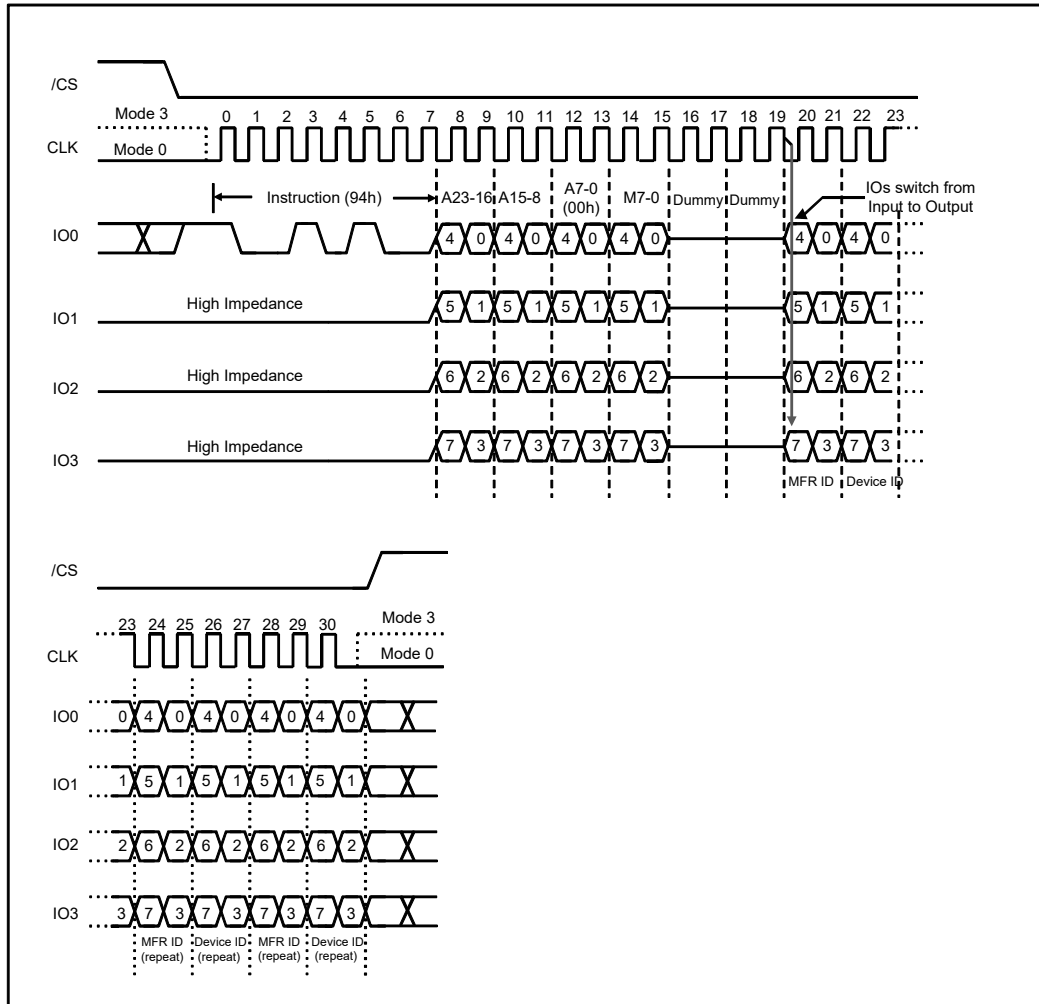 /CS
Mode 3 0 1 2 3 4 5 6 7 8 9 10 11 12 13 14 15 16 17 18 19 20 21 22 23
CLK Mode 0
Instruction (94h) A23-16 A15-8 A7-0 (00h) M7-0 Dummy Dummy IOs switch from Input to Output
IO0 4 0 4 0 4 0 4 0 4 0 4 0
IO1 High Impedance 5 1 5 1 5 1 5 1 5 1 5 1
IO2 High Impedance 6 2 6 2 6 2 6 2 6 2 6 2
IO3 High Impedance 7 3 7 3 7 3 7 3 7 3 7 3
MFR ID Device ID
/CS
23 24 25 26 27 28 29 30 Mode 3
CLK Mode 0
IO0 0 4 0 4 0 4 0 4 0
IO1 1 5 1 5 1 5 1 5 1
IO2 2 6 2 6 2 6 2 6 2
IO3 3 7 3 7 3 7 3 7 3
MFR ID Device ID MFR ID Device ID
(repeat) (repeat) (repeat) (repeat)